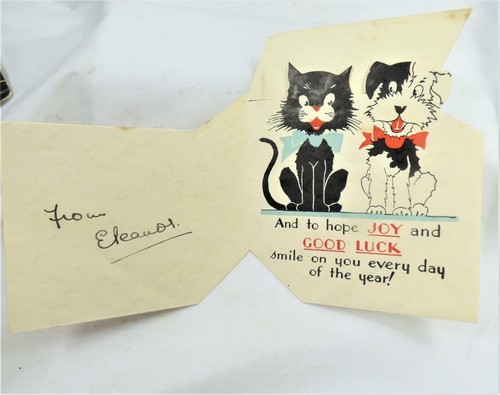 From
Eleanor.
And to hope JOY and
GOOD LUCK
smile on you every day
of the year!